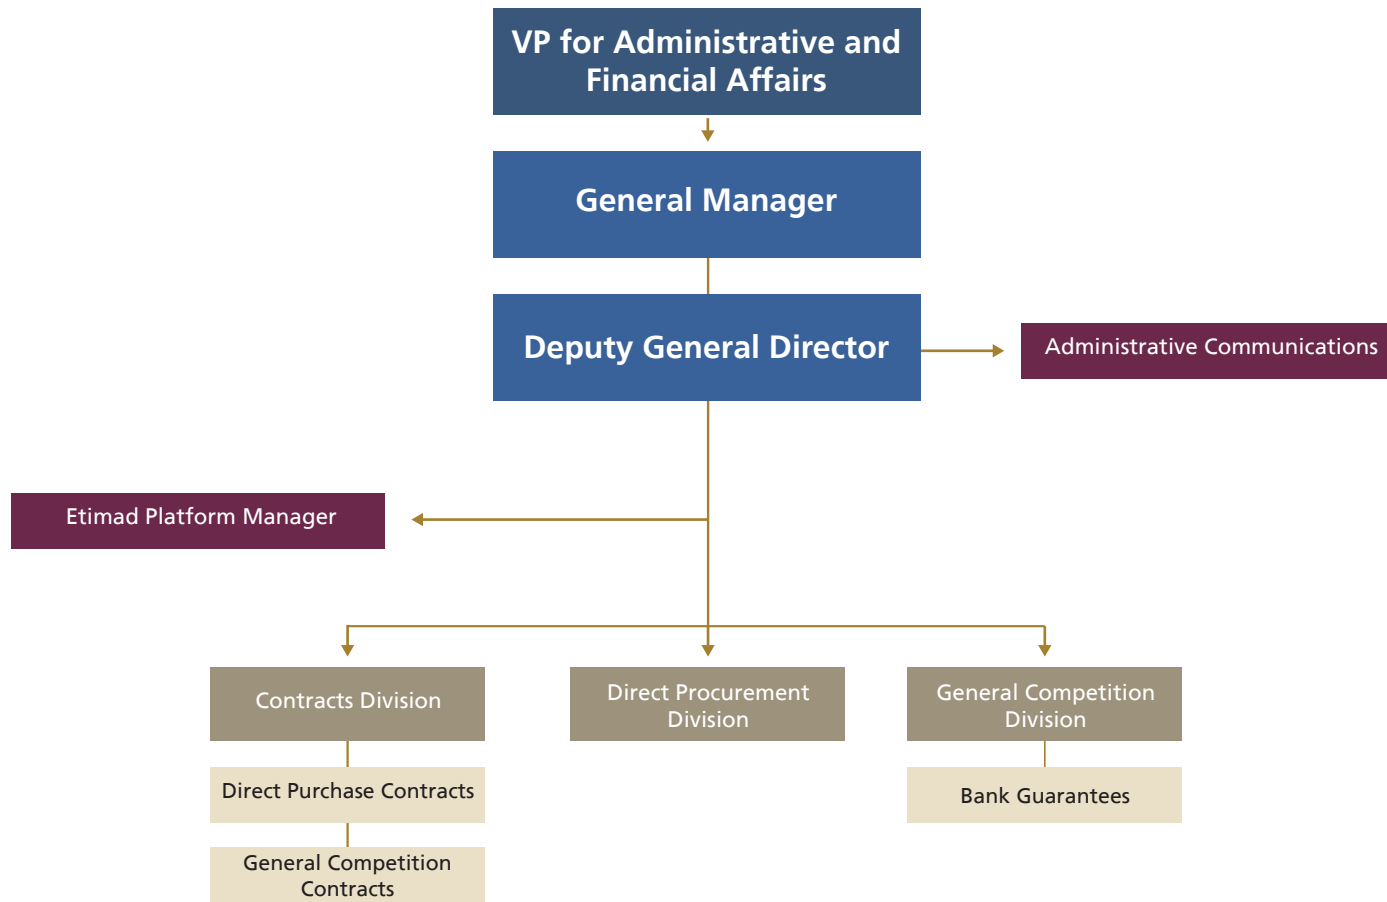 VP for Administrative and
Financial Affairs
General Manager
Deputy General Director
Administrative Communications
Etimad Platform Manager
Contracts Division
Direct Procurement
Division
General Competition
Division
Direct Purchase Contracts
Bank Guarantees
General Competition
Contracts